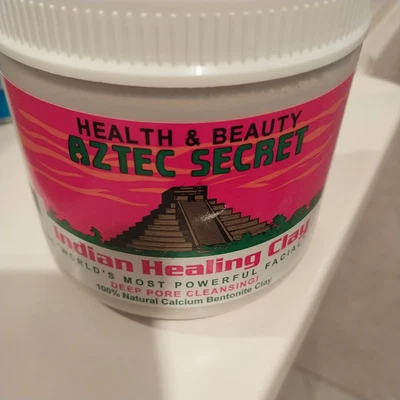 HEALTH & BEAUTY
AZTEC SECRET
Indian Healing Clay
WORLD'S MOST POWERFUL FACIAL
DEEP PORE CLEANSING!
100% Natural Calcium Bentonite Clay